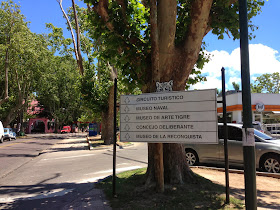 CIRCUITO TURISTICO
MUSEO NAVAL
MUSEO DE ARTE TIGRE
CONCEJO DELIBERANTE
MUSEO DE LA RECONQUISTA